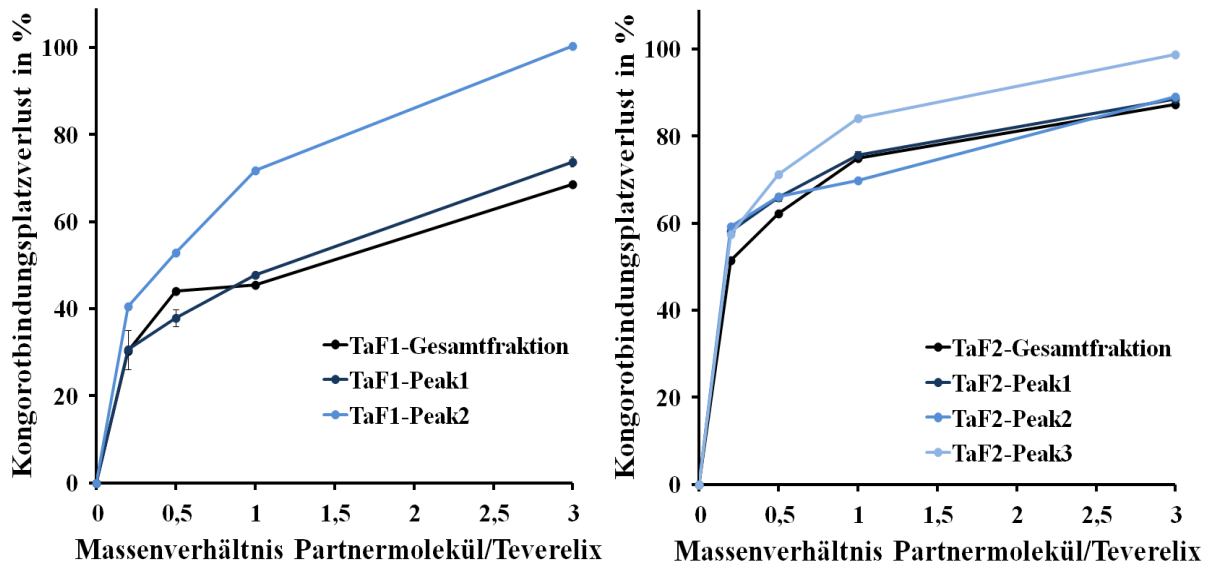 Kongorotbindungsplatzverlust in %
100
80
60
40
20
0
TaF1-Gesamtfraktion
TaF1-Peak1
TaF1-Peak2
0 0,5 1 1,5 2 2,5 3
Massenverhältnis Partnermolekül/Teverelix
Kongorotbindungsplatzverlust in %
100
80
60
40
20
0
TaF2-Gesamtfraktion
TaF2-Peak1
TaF2-Peak2
TaF2-Peak3
0 0,5 1 1,5 2 2,5 3
Massenverhältnis Partnermolekül/Teverelix